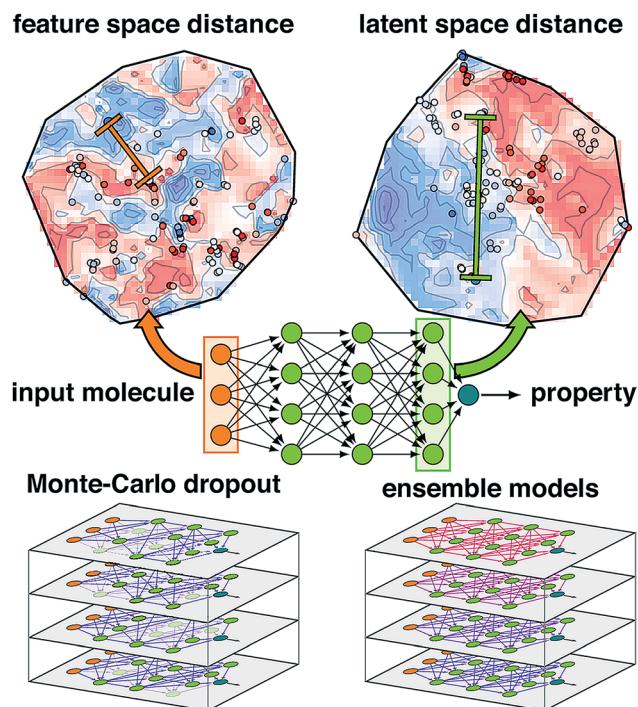 feature space distance
latent space distance
input molecule
property
Monte-Carlo dropout
ensemble models